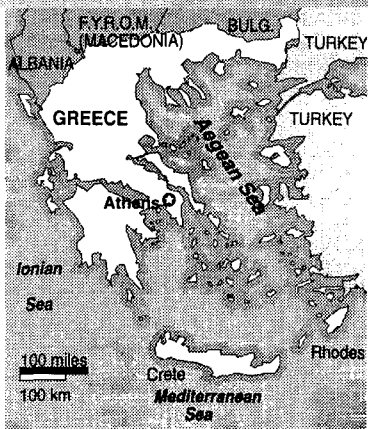 F.Y.R.O.M.
(MACEDONIA)
BULG.
TURKEY
ALBANIA
GREECE
TURKEY
Aegean Sea
Athens
Ionian
Sea
100 miles
100 km
Crete
Rhodes
Mediterranean
Sea